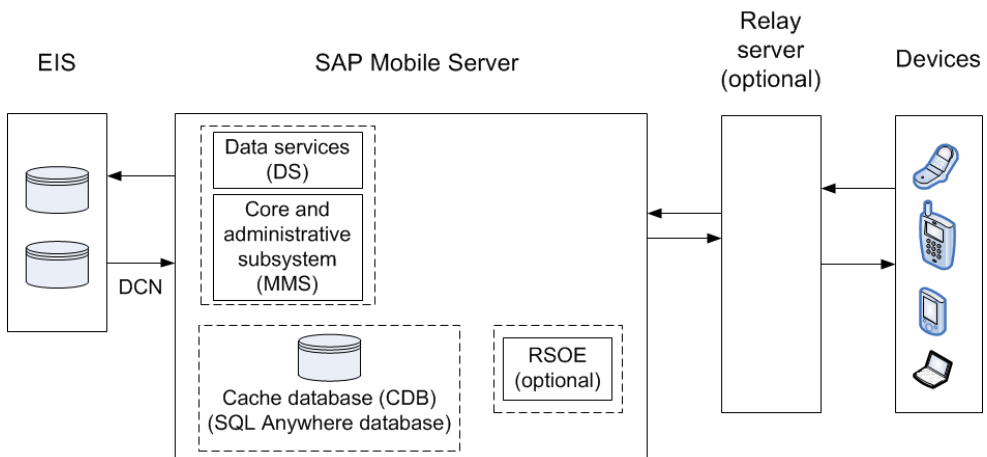 EIS
SAP Mobile Server
Relay
server
(optional)
Devices
Data services
(DS)
Core and
administrative
subsystem
(MMS)
DCN
Cache database (CDB)
(SQL Anywhere database)
RSOE
(optional)